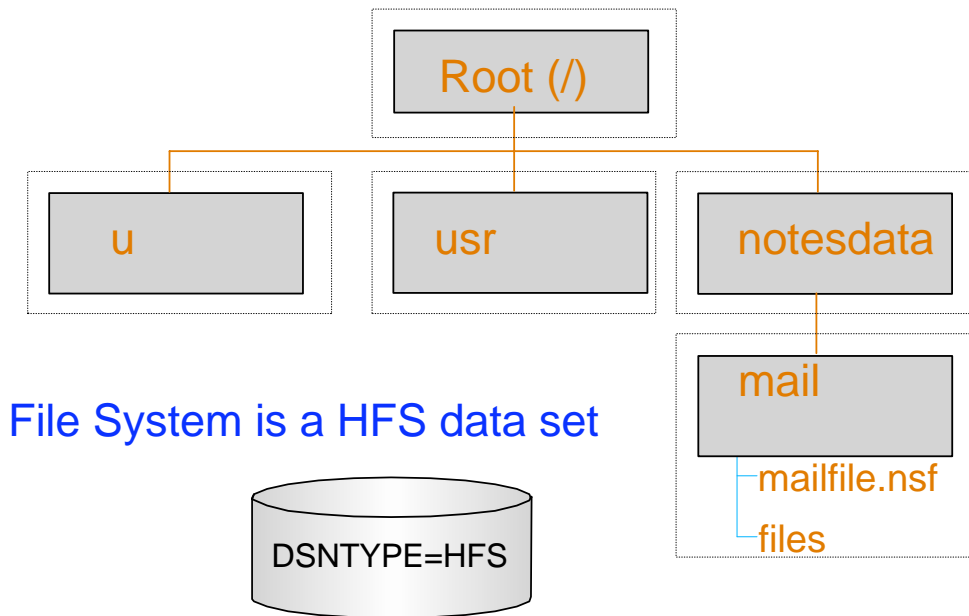 Root (/)
u
usr
notesdata
mail
mailfile.nsf
files
File System is a HFS data set
DSNTYPE=HFS